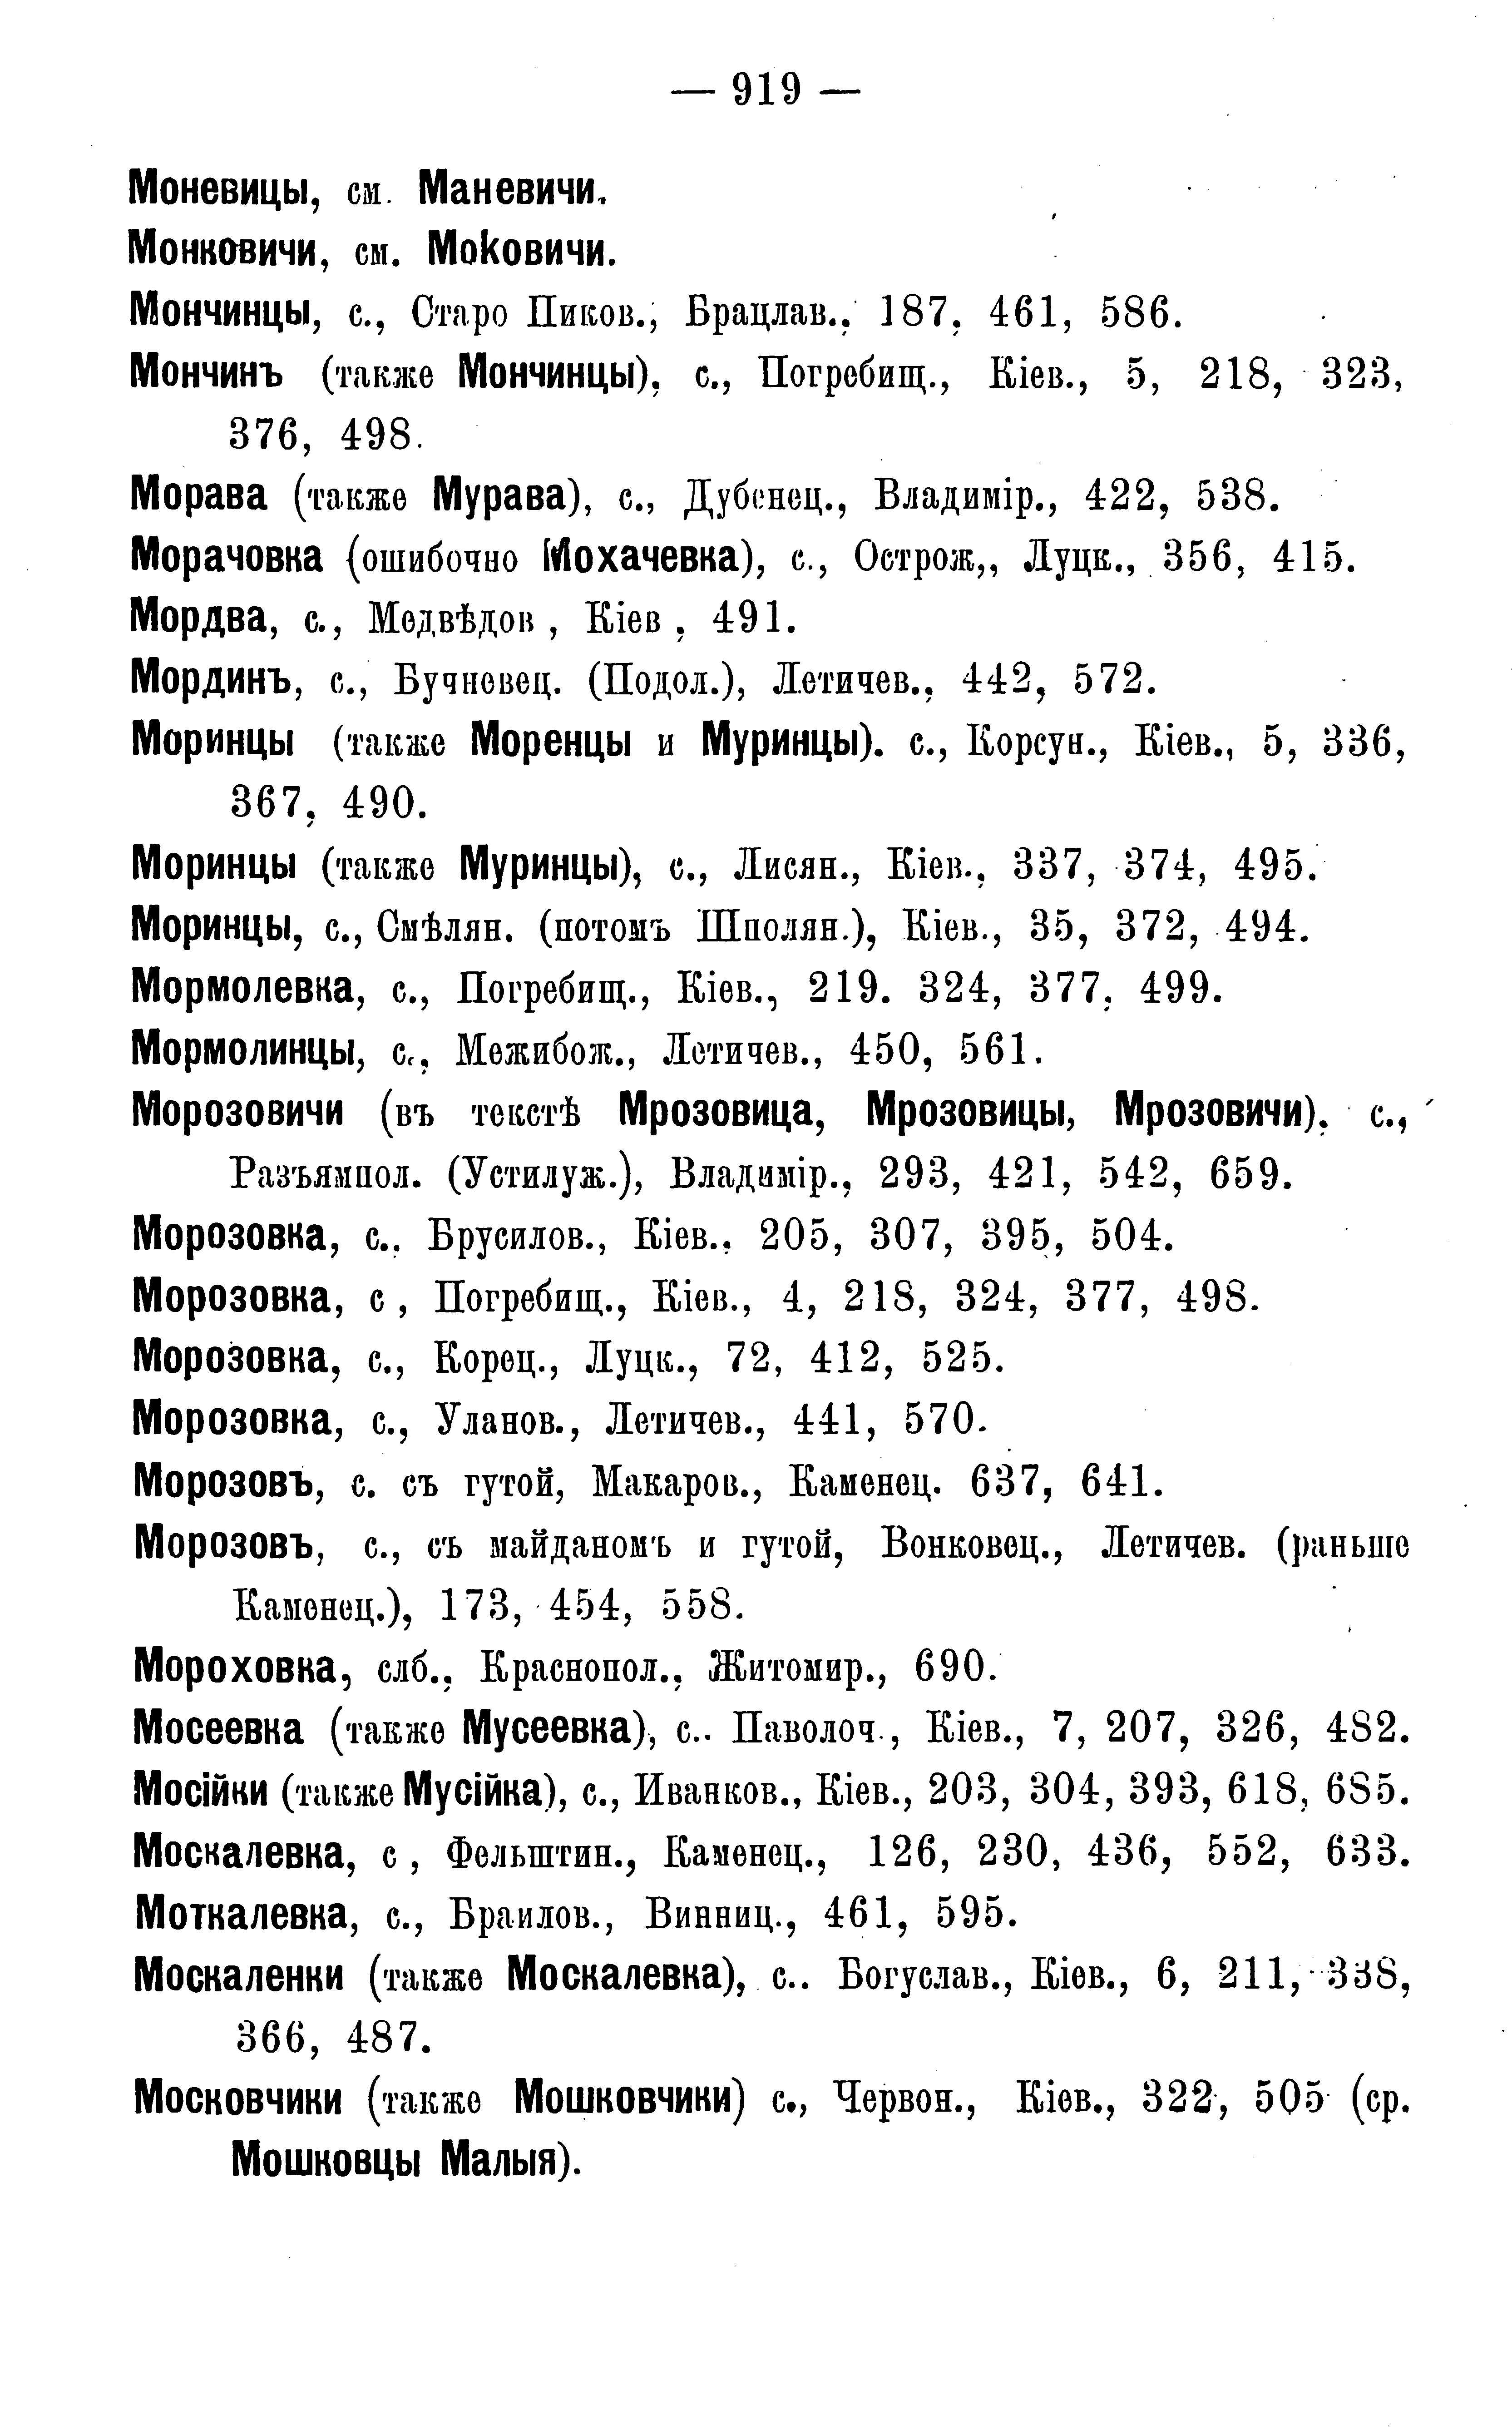 — 919 —
Моневицы, см. Маневичи.
Монковичи, см. Моковичи.
Мончинцы, с., Старо Пиков., Брацлав., 187, 461, 586.
Мончинъ (также Мончинцы), с., Погребищ., Кіев., 5, 218, 323,
376, 498.
Морава (также Мурава), с., Дубенец., Владимір., 422, 538.
Морачовка (ошибочно Мохачевка), с., Острож,, Луцк., 356, 415.
Мордва, с., Медвѣдов , Кіев , 491.
Мординъ, с., Бучневец. (Подол.), Летичев., 442, 572.
Моринцы (также Моренцы и Муринцы). с., Корсун., Кіев., 5, 336,
367, 490.
Моринцы (также Муринцы), с., Лисян., Кіев., 337, 374, 495.
Моринцы, с., Смѣлян. (потомъ Шполян.), Кіев., 35, 372, 494.
Мормолевка, с., Погребищ., Кіев., 219. 324, 377, 499.
Мормолинцы, с., Межибож., Летичев., 450, 561.
Морозовичи (въ текстѣ Мрозовица, Мрозовицы, Мрозовичи), с.,
Разъямпол. (Устилуж.), Владимір., 293, 421, 542, 659.
Морозовка, с., Брусилов., Кіев., 205, 307, 395, 504.
Морозовка, с , Погребищ., Кіев., 4, 218, 324, 377, 498.
Морозовка, с., Корец., Луцк., 72, 412, 525.
Морозовка, с., Уланов., Летичев., 441, 570.
Морозовъ, с. съ гутой, Макаров., Каменец. 637, 641.
Морозовъ, с., съ майданомъ и гутой, Вонковец., Летичев. (раньше
Каменец.), 173, 454, 558.
Мороховка, слб., Краснопол., Житомир., 690.
Мосеевка (также Мусеевка), с.. Паволоч., Кіев., 7, 207, 326, 482.
Мосійки (также Мусійка), с., Иванков., Кіев., 203, 304, 393, 618, 685.
Москалевка, с , Фельштин., Каменец., 126, 230, 436, 552, 633.
Моткалевка, с., Браилов., Винниц., 461, 595.
Москаленки (также Москалевка), с.. Богуслав., Кіев., 6, 211, 338,
366, 487.
Московчики (также Мошковчики) с., Червон., Кіев., 322, 505 (ср.
Мошковцы Малыя).